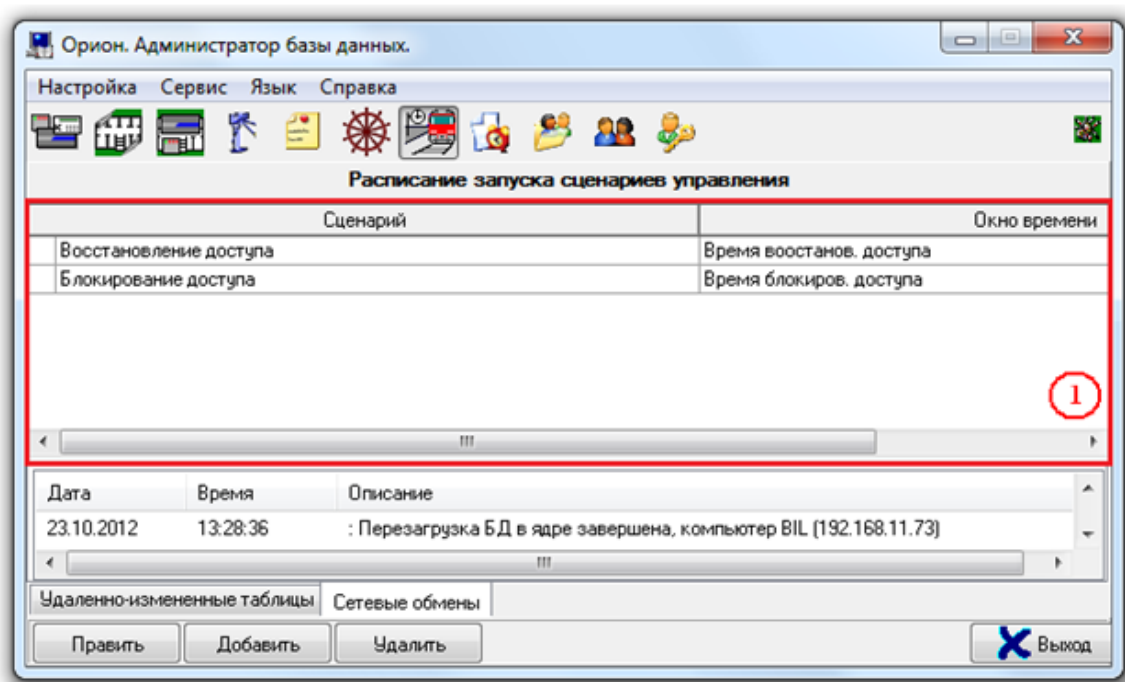 Орион. Администратор базы данных.
Настройка Сервис Язык Справка
Расписание запуска сценариев управления
Сценарий Окно времени
Восстановление доступа Время воостанов. доступа
Блокирование доступа Время блокиров. доступа
1
Дата Время Описание
23.10.2012 13:28:36 : Перезагрузка БД в ядре завершена, компьютер BIL (192.168.11.73)
Удаленно-измененные таблицы Сетевые обмены
Править Добавить Удалить Выход